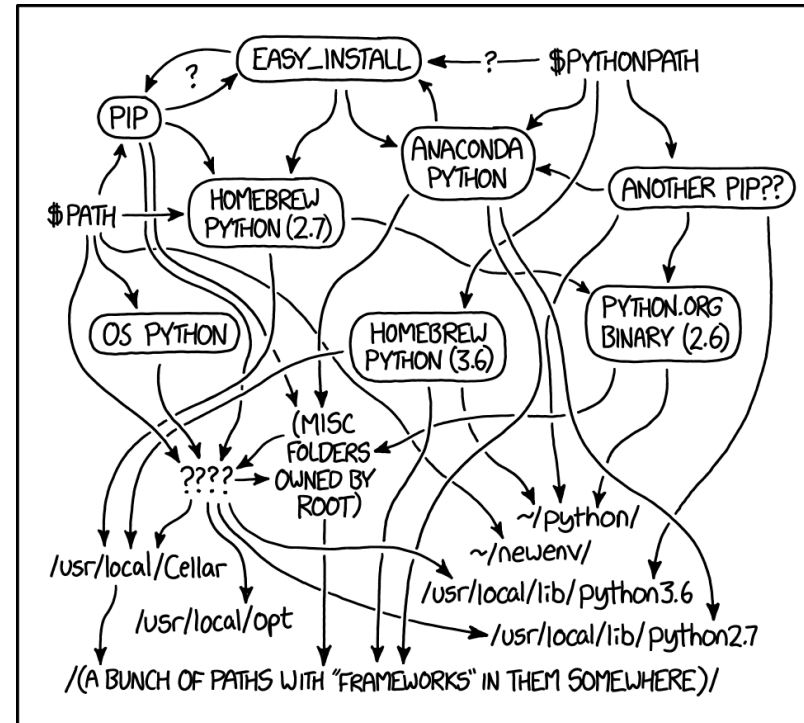 EASY_INSTALL
?
$PYTHONPATH
?
PIP
ANACONDA
PYTHON
ANOTHER PIP??
HOMEBREW
PYTHON (2.7)
$PATH
OS PYTHON
HOMEBREW
PYTHON (3.6)
PYTHON.ORG
BINARY (2.6)
(MISC
FOLDERS
OWNED BY
ROOT)
????
~/python/
~/newenv/
/usr/local/Cellar
/usr/local/opt
/usr/local/lib/python3.6
/usr/local/lib/python2.7
/(A BUNCH OF PATHS WITH "FRAMEWORKS" IN THEM SOMEWHERE)/